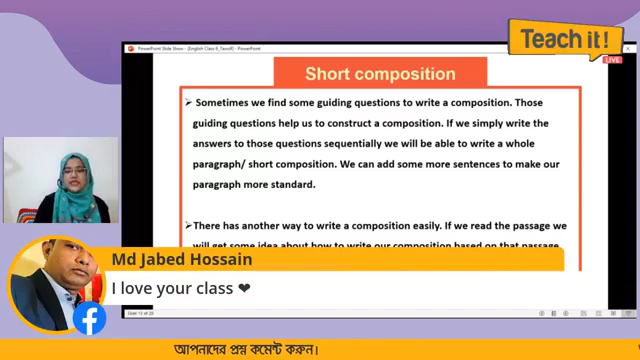 PowerPoint Slide Show - [English Class 5_Tawsif - PowerPoint
Teach it!
LIVE
Short composition
➢ Sometimes we find some guiding questions to write a composition. Those
guiding questions help us to construct a composition. If we simply write the
answers to those questions sequentially we will be able to write a whole
paragraph/ short composition. We can add some more sentences to make our
paragraph more standard.
➢ There has another way to write a composition easily. If we read the passage we
will get some idea about how to write our composition based on that passage
Md Jabed Hossain
I love your class ❤
আপনাদের প্রশ্ন কমেন্ট করুন।